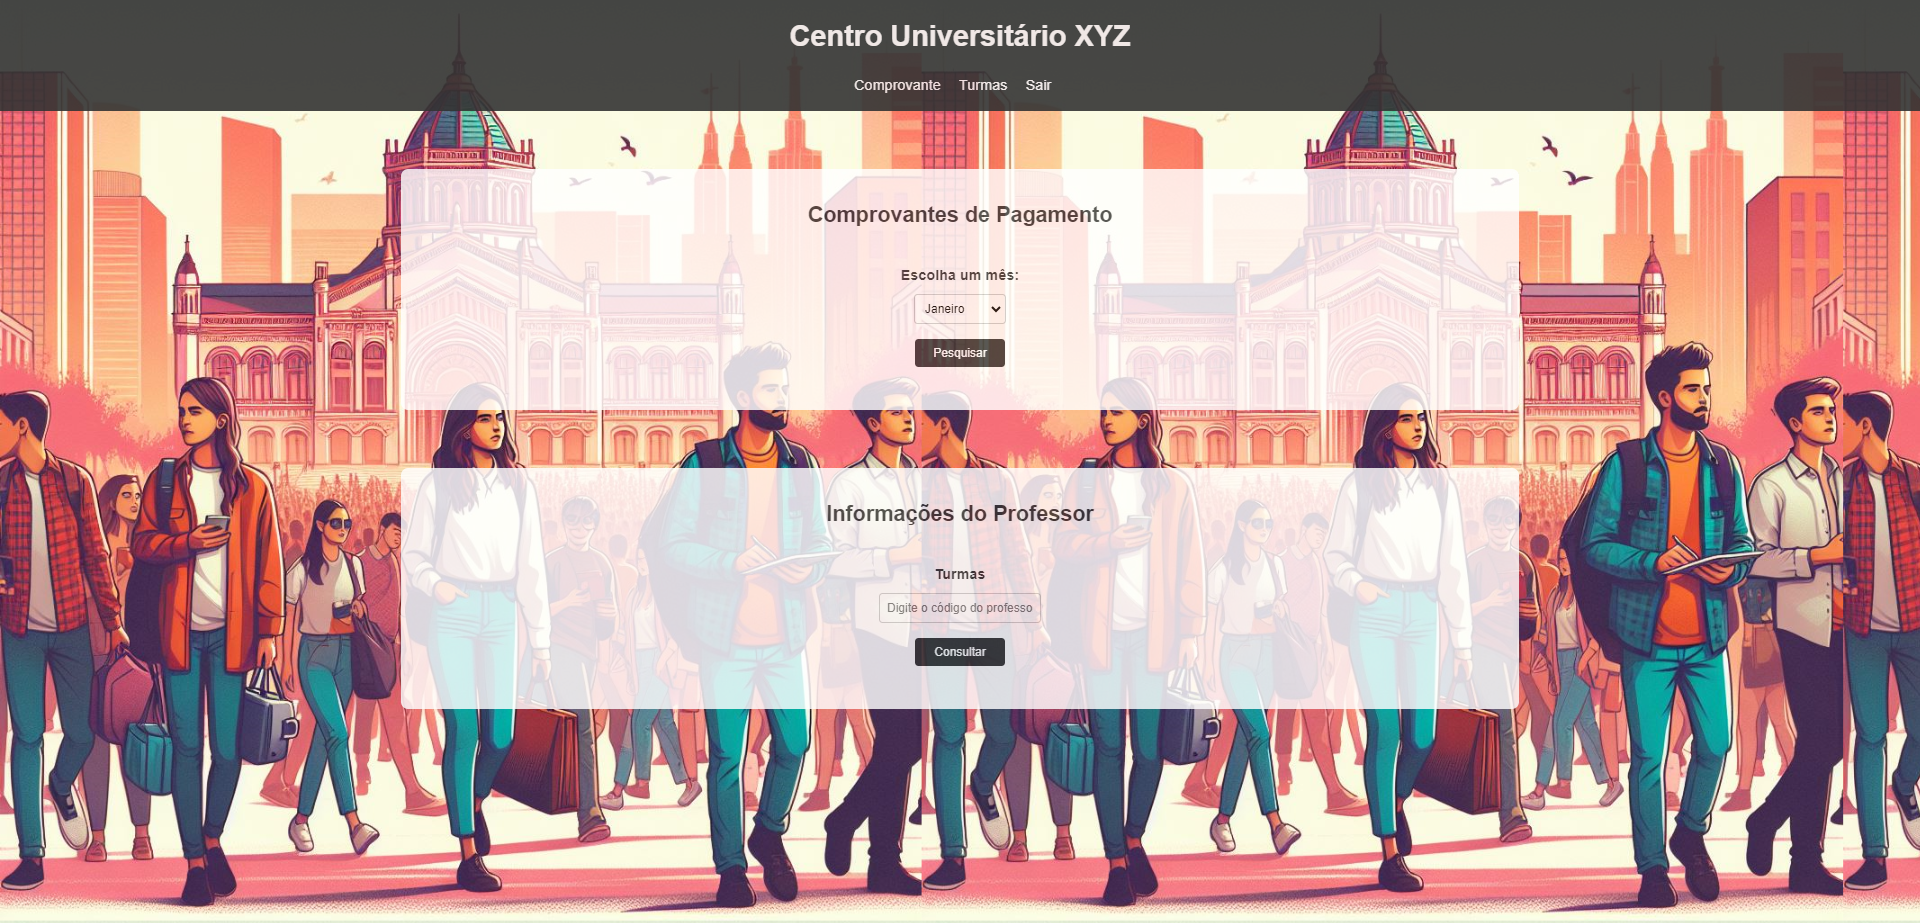 Centro Universitário XYZ
Comprovante Turmas Sair
Comprovantes de Pagamento
Escolha um mês:
Janeiro
Pesquisar
Informações do Professor
Turmas
Digite o código do professo
Consultar